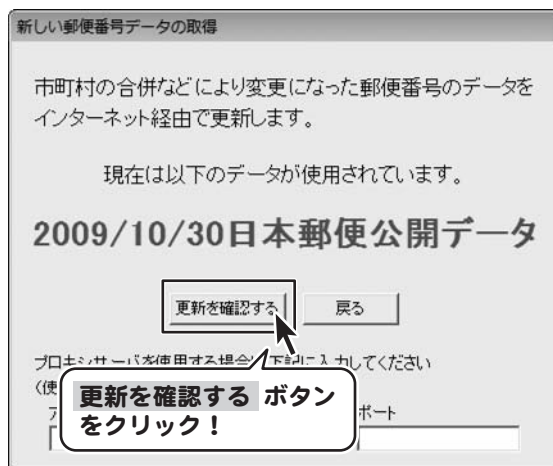 新しい郵便番号データの取得
市町村の合併などにより変更になった郵便番号のデータを
インターネット経由で更新します。
現在は以下のデータが使用されています。
2009/10/30日本郵便公開データ
更新を確認する 戻る
プロキシサーバを使用する場合は下記に入力してください
(使
更新を確認する ボタン
をクリック!
ポート